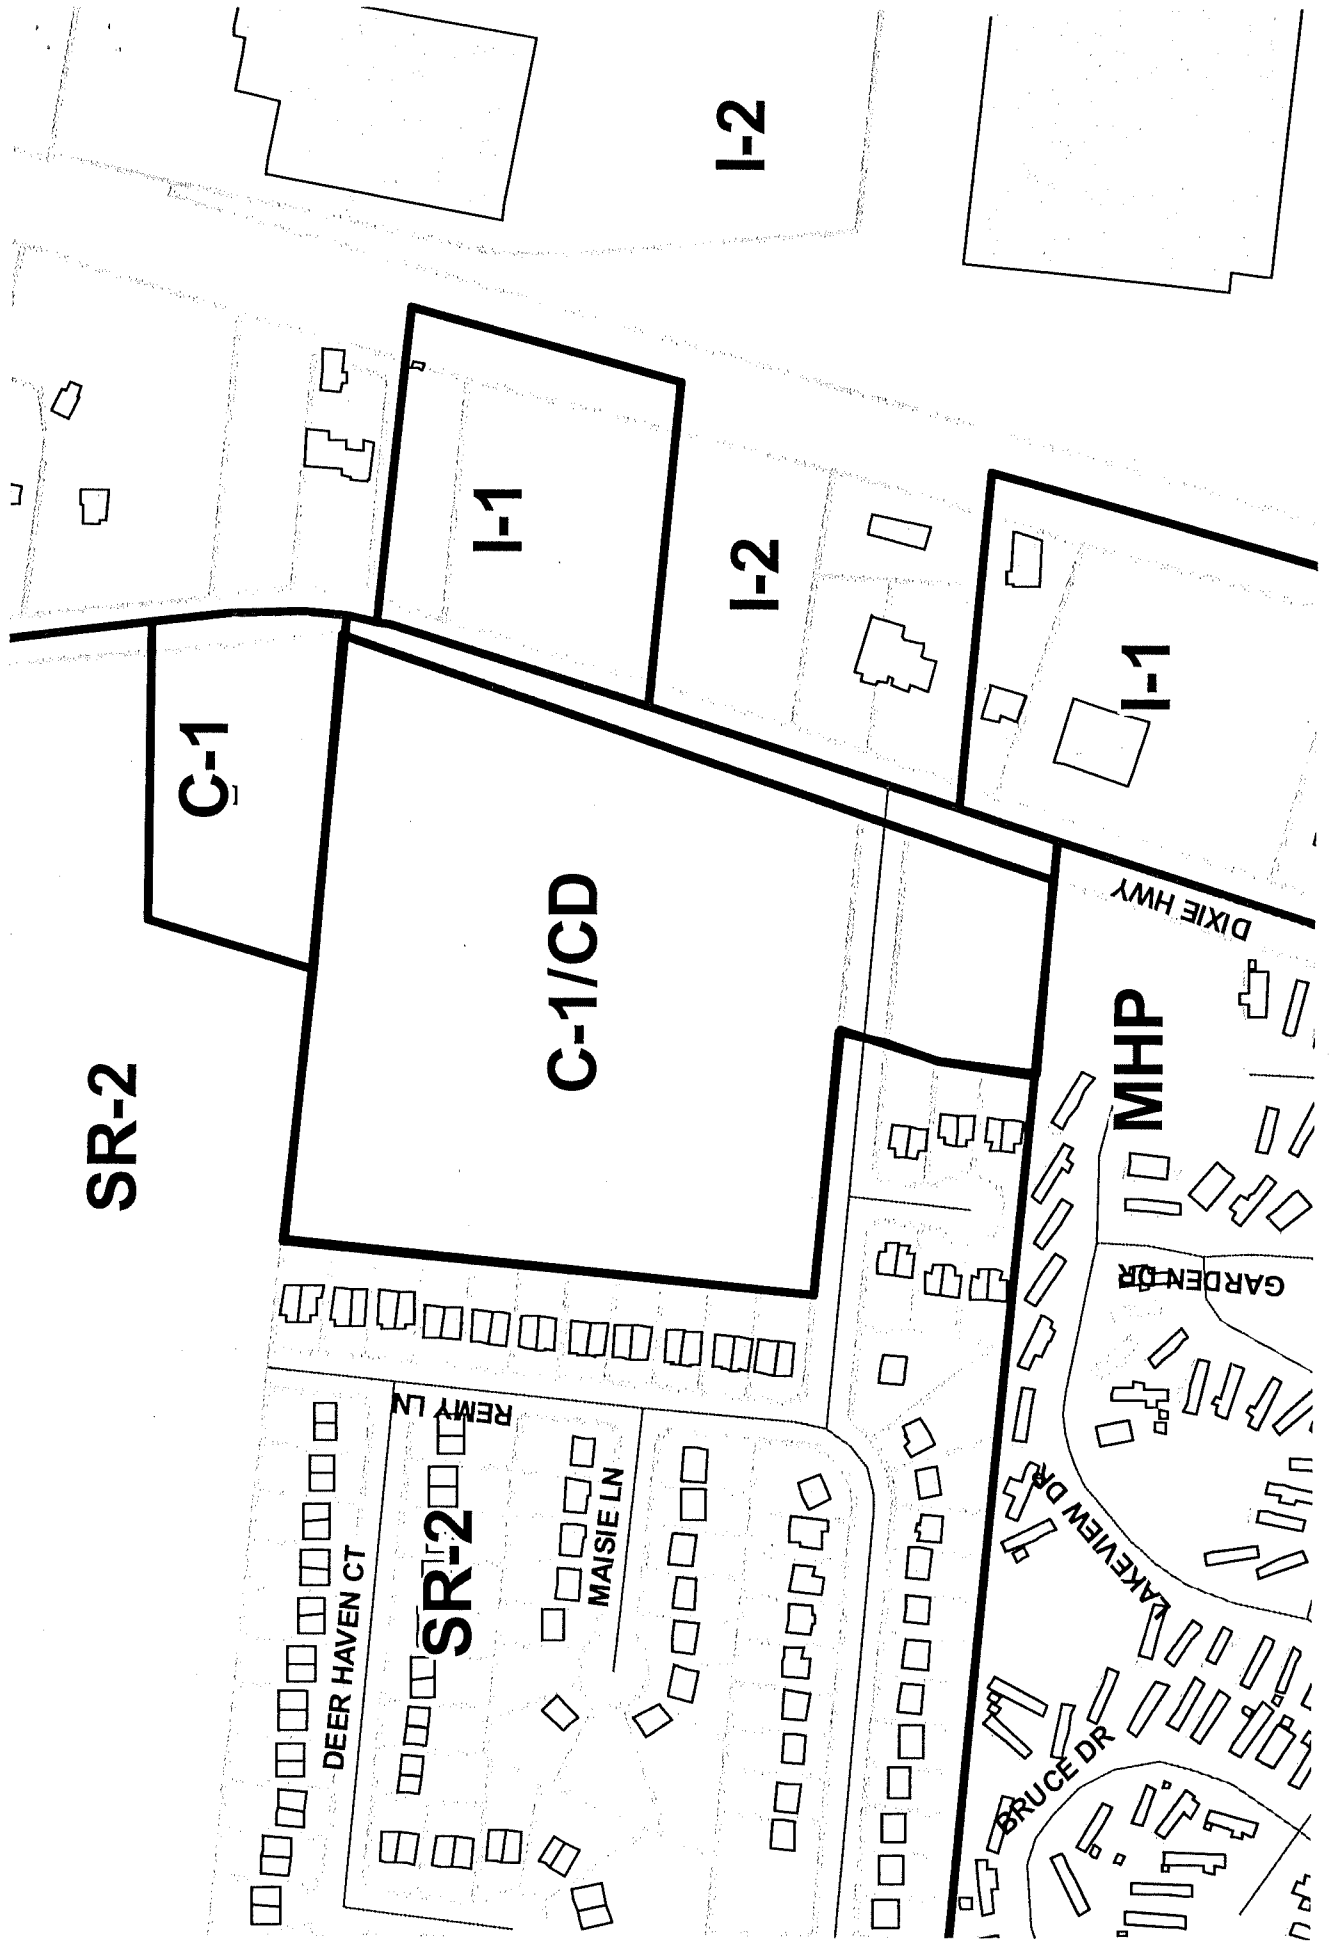 I-2
I-1
I-2
I-1
C-1
C-1/CD
DIXIE HWY
SR-2
MHP
GARDEN DR
REMY LN
MAISIE LN
SR-2
DEER HAVEN CT
LAKEVIEW DR
BRUCE DR